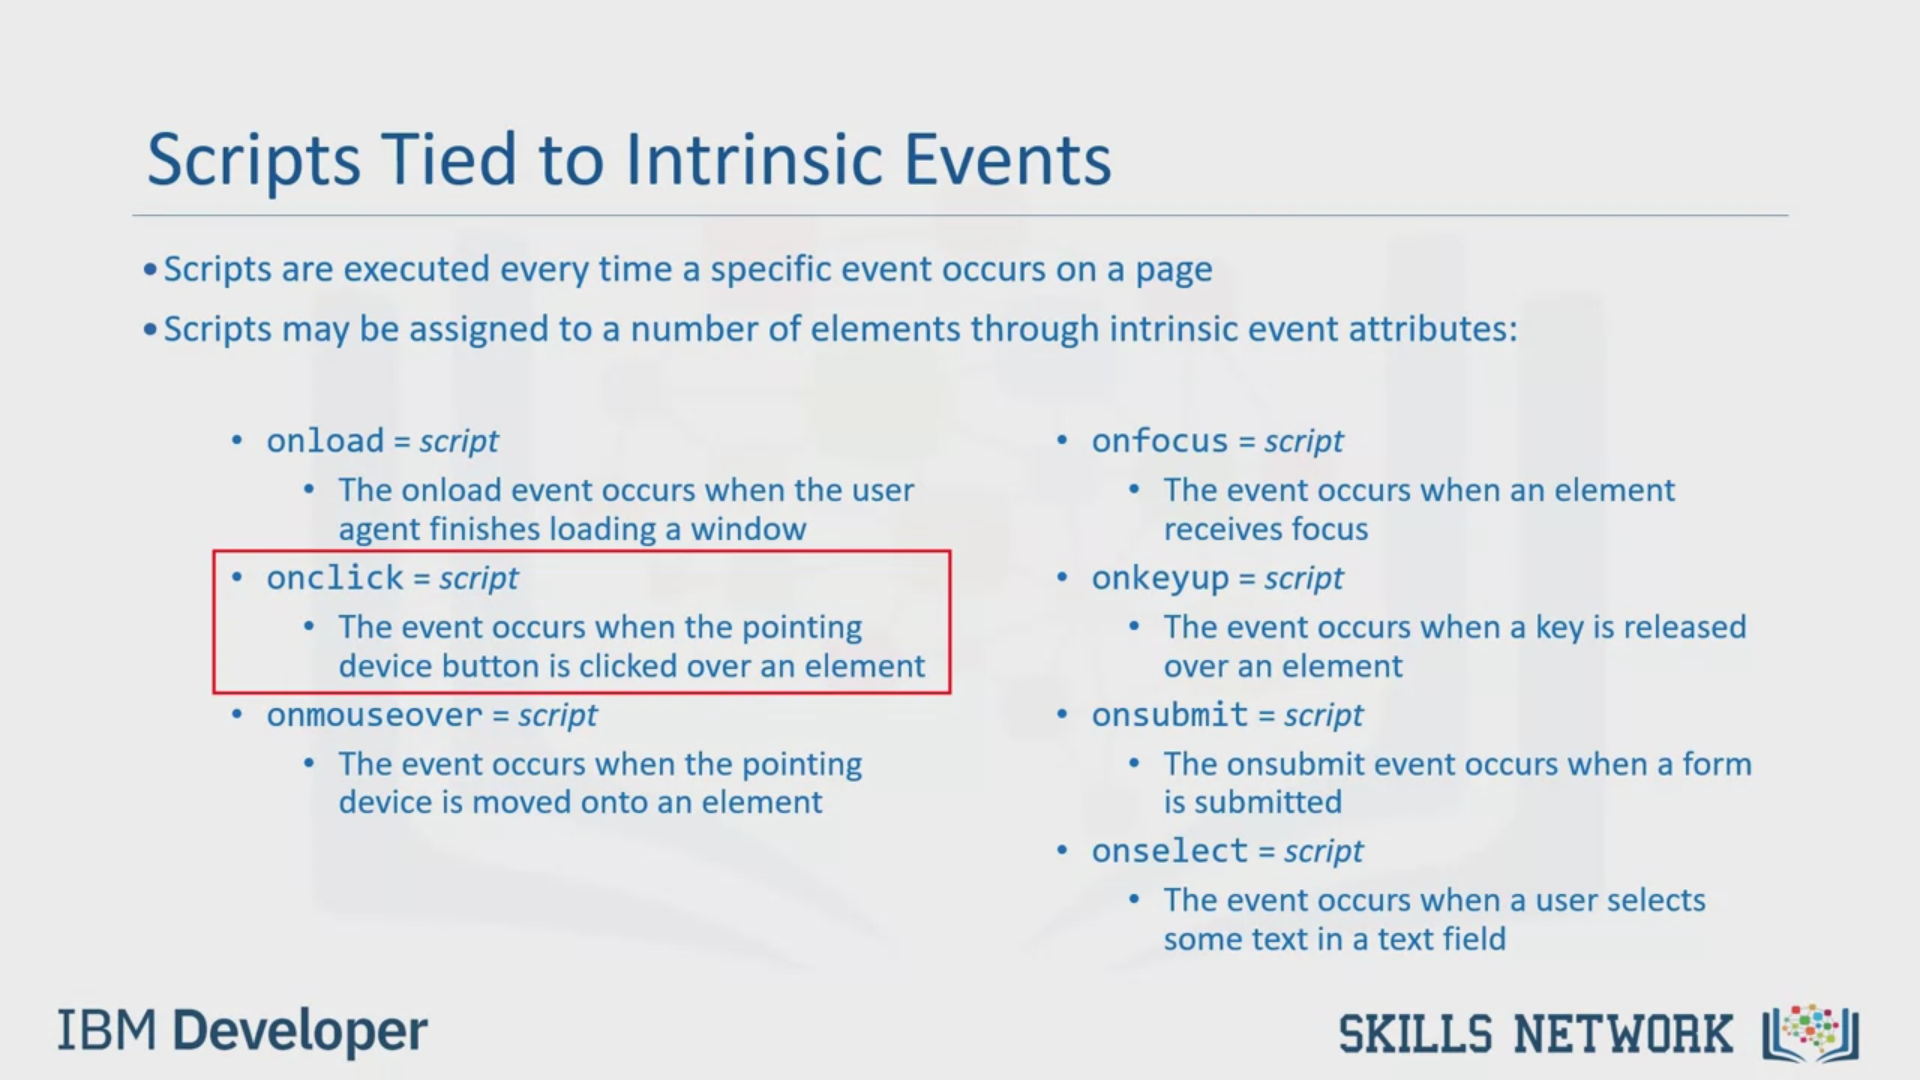 Scripts Tied to Intrinsic Events
•Scripts are executed every time a specific event occurs on a page
•Scripts may be assigned to a number of elements through intrinsic event attributes:
• onload = script
• The onload event occurs when the user
agent finishes loading a window
• onclick = script
• The event occurs when the pointing
device button is clicked over an element
• onmouseover = script
• The event occurs when the pointing
device is moved onto an element
• onfocus = script
• The event occurs when an element
receives focus
• onkeyup = script
• The event occurs when a key is released
over an element
• onsubmit = script
• The onsubmit event occurs when a form
is submitted
• onselect = script
• The event occurs when a user selects
some text in a text field
IBM Developer
SKILLS NETWORK